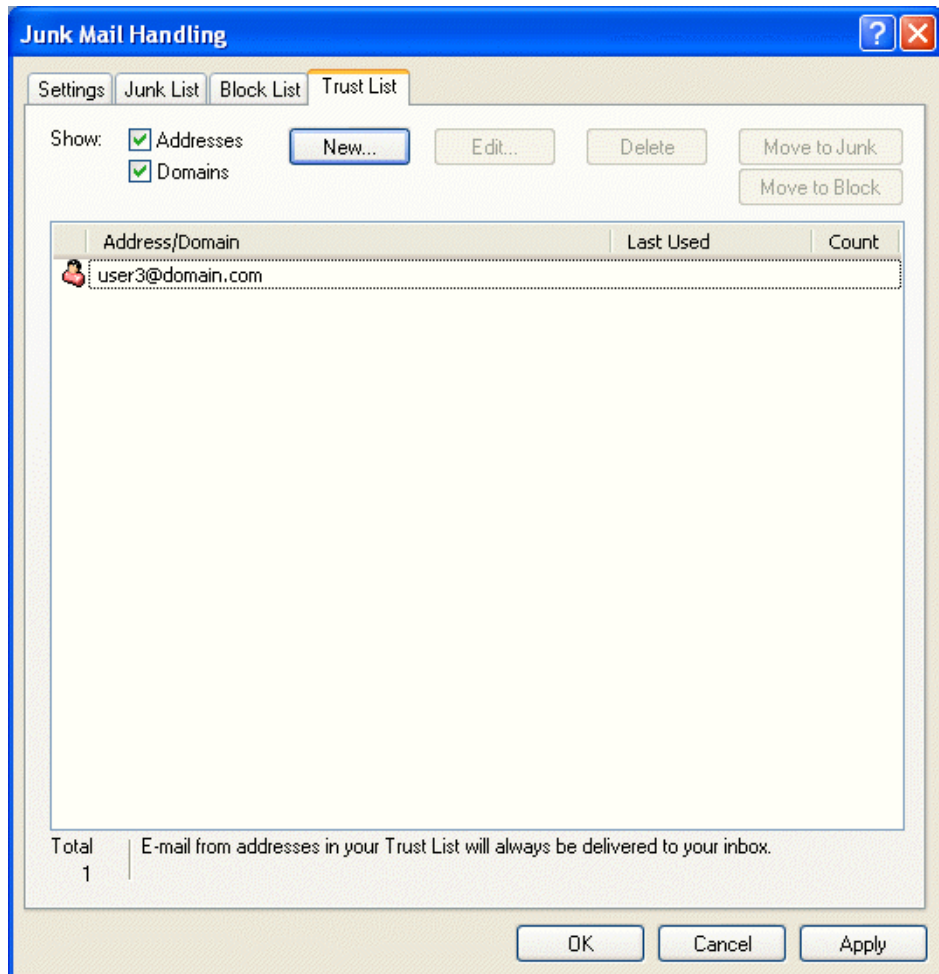 Junk Mail Handling
Settings Junk List Block List Trust List
Show: Addresses New... Edit... Delete Move to Junk
Domains Move to Block
Address/Domain Last Used Count
user3@domain.com
Total E-mail from addresses in your Trust List will always be delivered to your inbox.
1
OK Cancel Apply